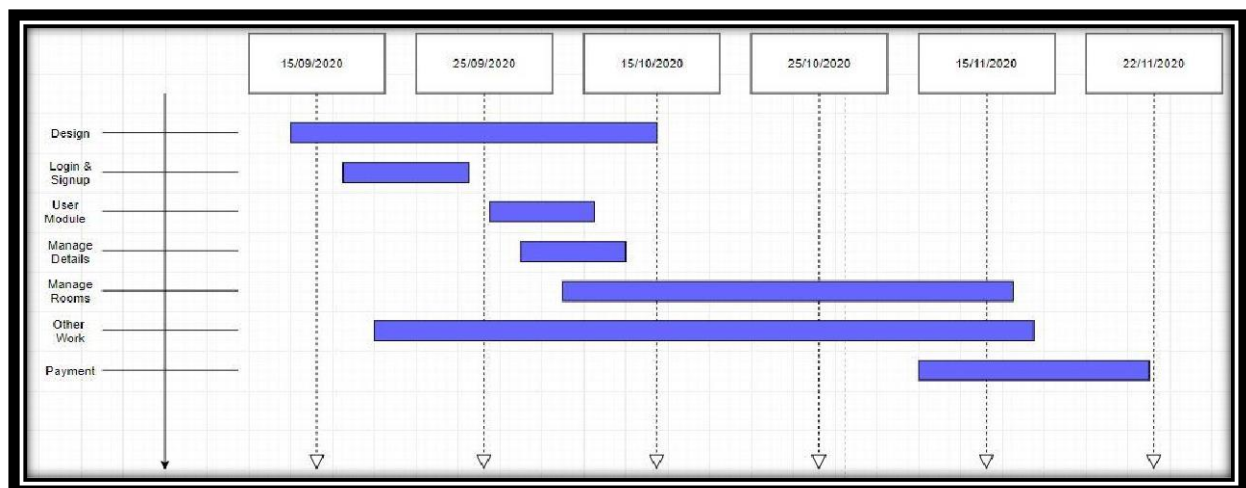 15/09/2020 25/09/2020 15/10/2020 25/10/2020 15/11/2020 22/11/2020
Design
Login &
Signup
User
Module
Manage
Details
Manage
Rooms
Other
Work
Payment